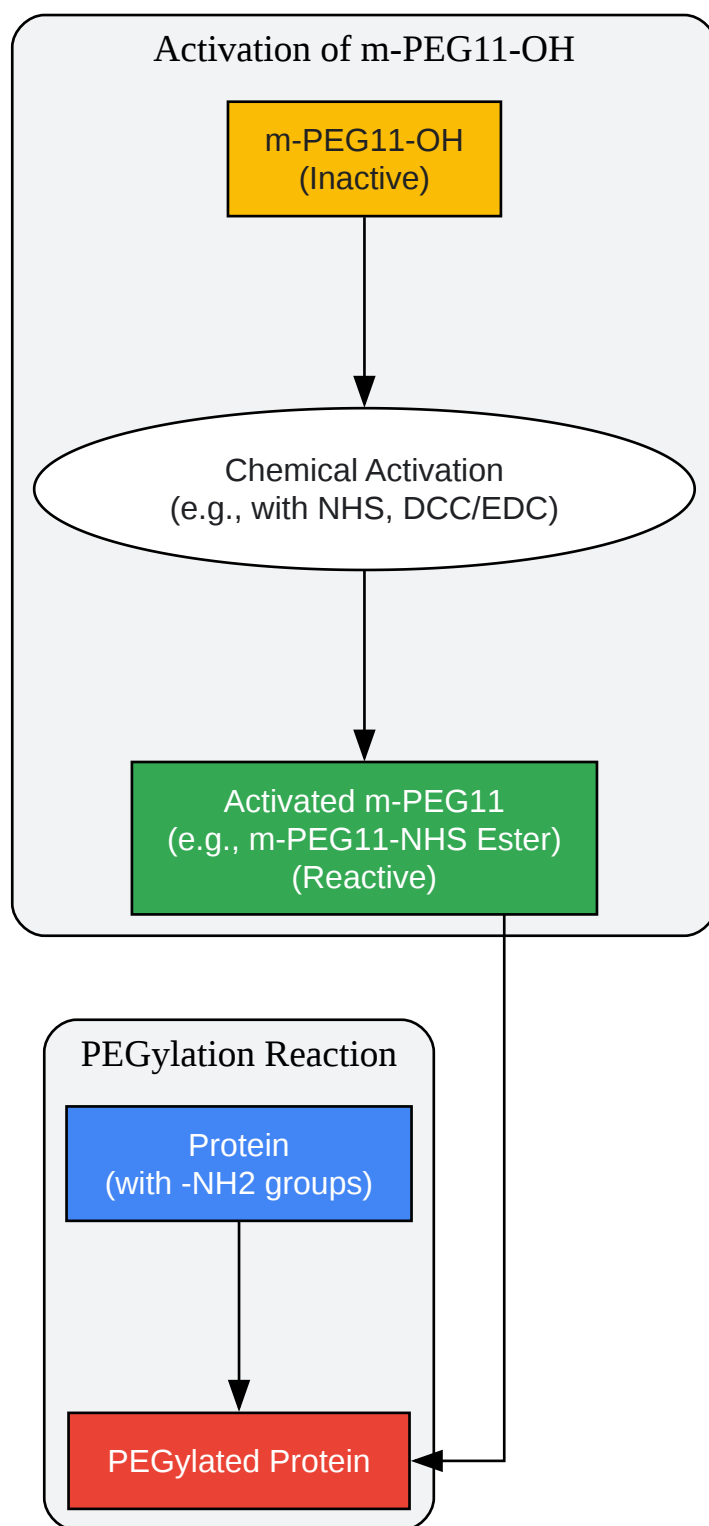 Activation of m-PEG11-OH
m-PEG11-OH
(Inactive)
Chemical Activation
(e.g., with NHS, DCC/EDC)
Activated m-PEG11
(e.g., m-PEG11-NHS Ester)
(Reactive)
PEGylation Reaction
Protein
(with -NH2 groups)
PEGylated Protein